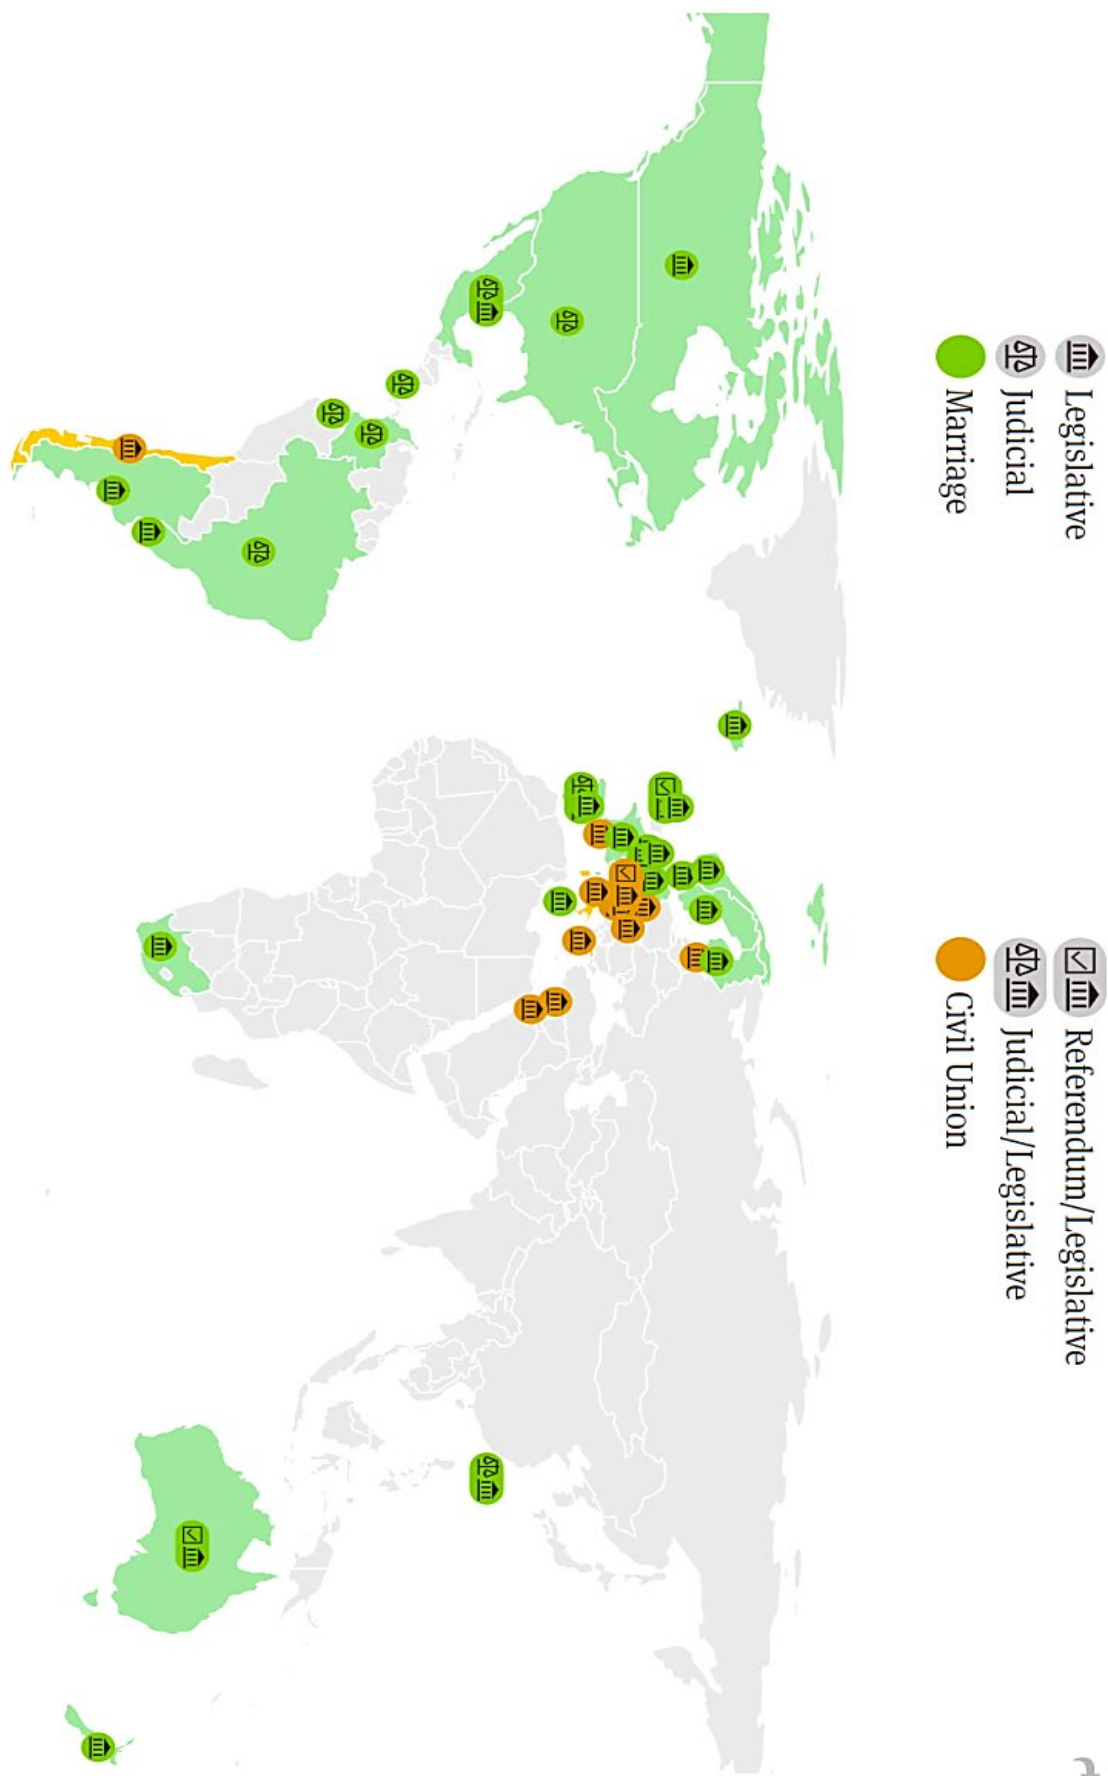 Legislative
Referendum/Legislative
Judicial
Judicial/Legislative
Marriage
Civil Union